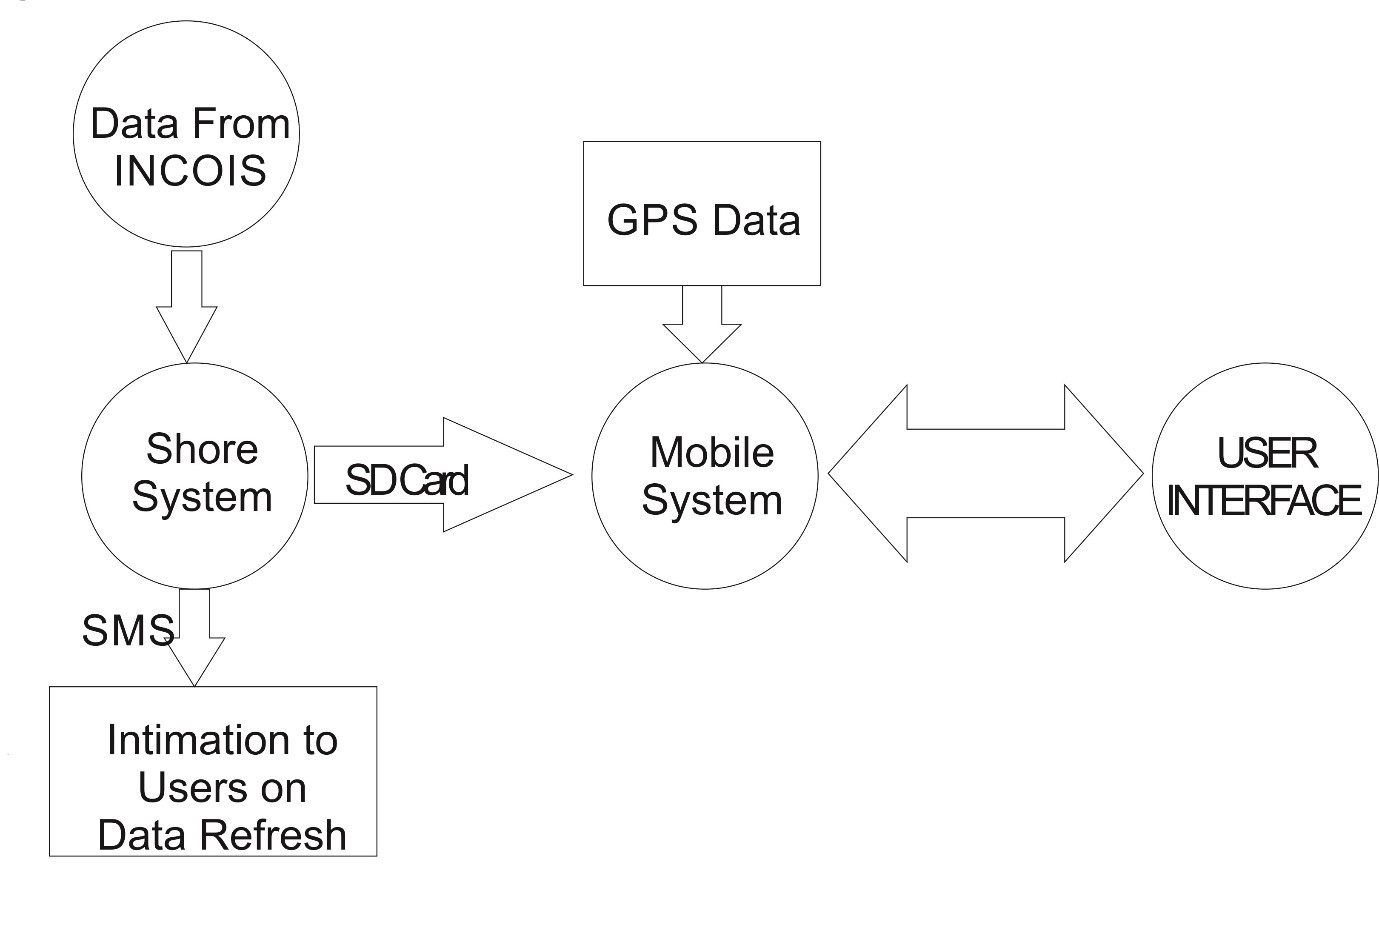 Data From
INCOIS
GPS Data
Shore
System
SD Card
Mobile
System
USER
INTERFACE
SMS
Intimation to
Users on
Data Refresh